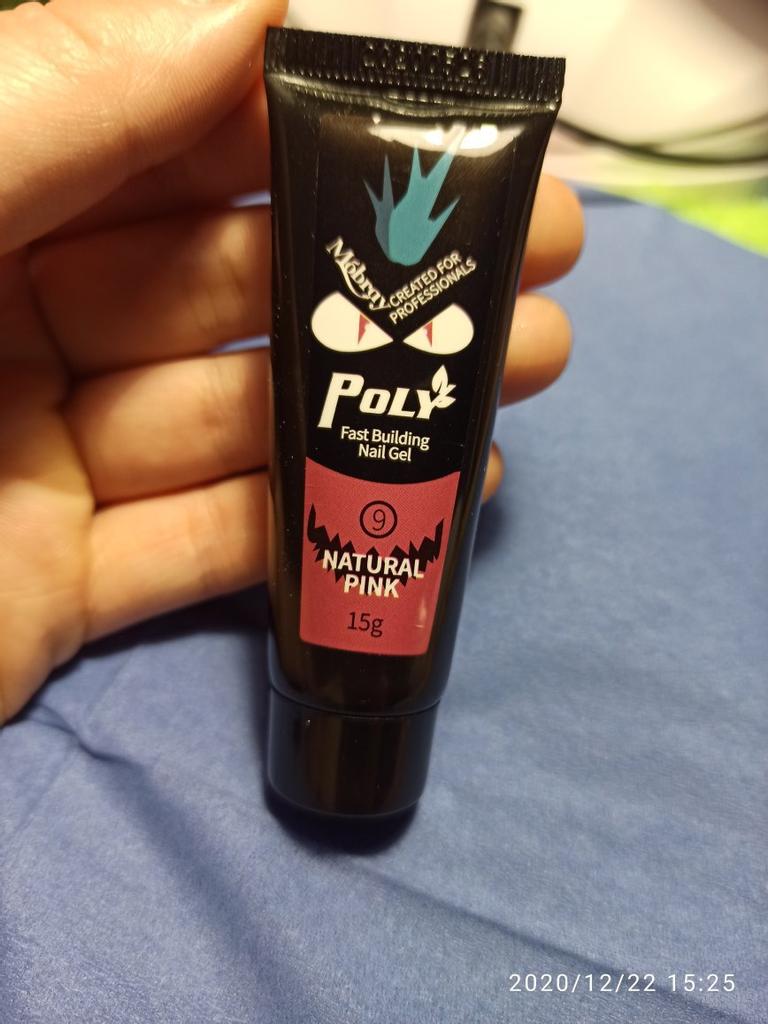 Mobray
CREATED FOR
PROFESSIONALS
POLY
Fast Building
Nail Gel
9
NATURAL
PINK
15g
2020/12/22 15:25